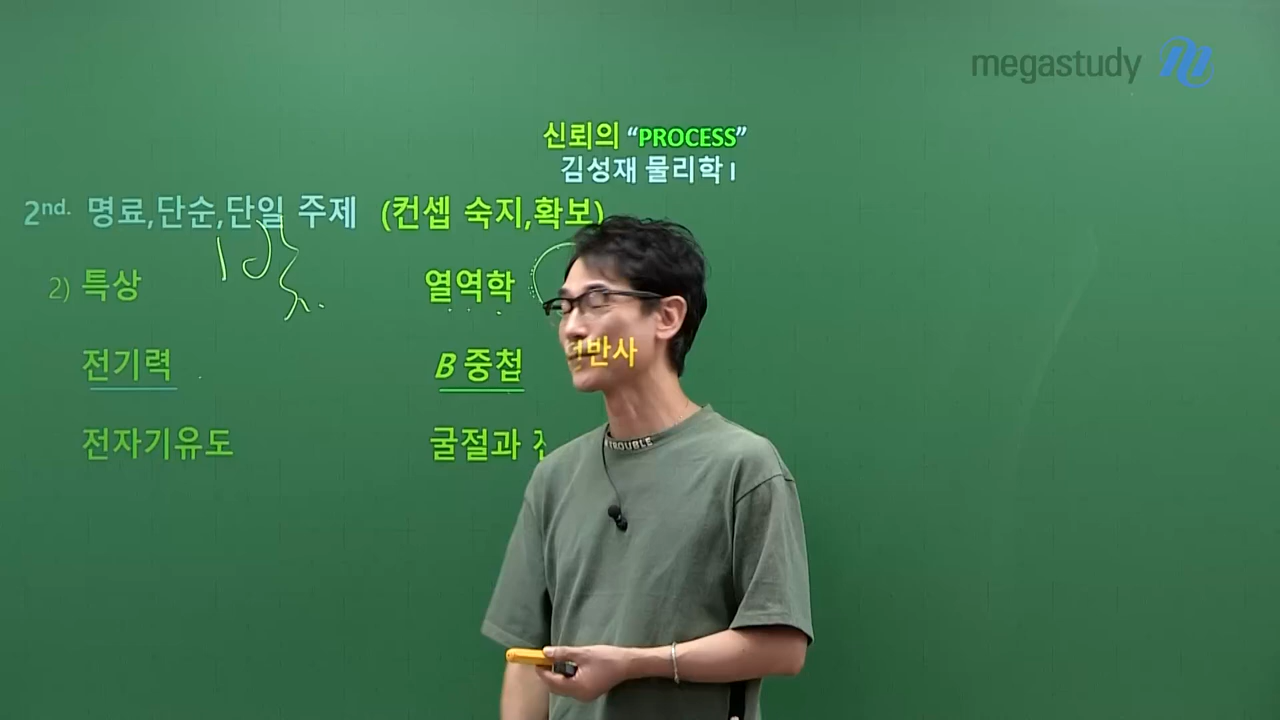 megastudy
신뢰의 “PROCESS”
김성재 물리학 I
2nd. 명료,단순,단일 주제 (컨셉 숙지,확보)
2) 특상 열역학
전반사
전기력 B 중첩
전자기유도 굴절과
TROUBLE